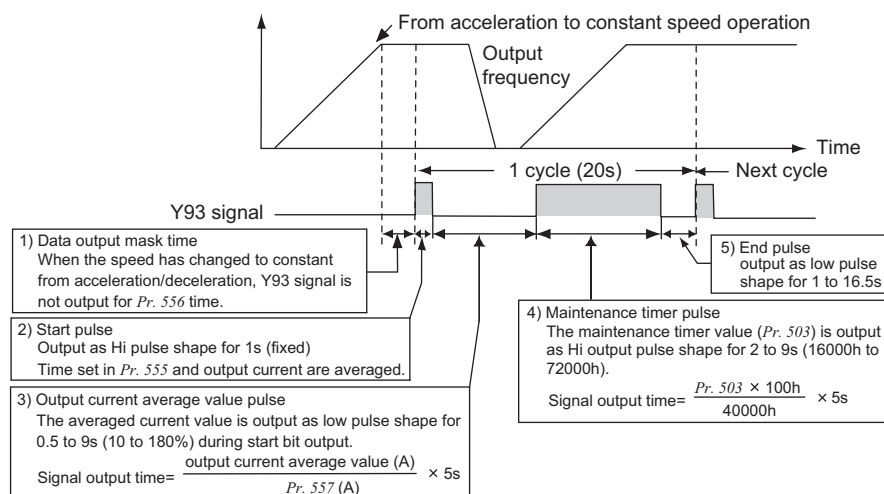 From acceleration to constant speed operation
Output
frequency
Time
1 cycle (20s)
Next cycle
Y93 signal
1) Data output mask time
When the speed has changed to constant
from acceleration/deceleration, Y93 signal is
not output for Pr. 556 time.
2) Start pulse
Output as Hi pulse shape for 1s (fixed)
Time set in Pr. 555 and output current are averaged.
3) Output current average value pulse
The averaged current value is output as low pulse shape for
0.5 to 9s (10 to 180%) during start bit output.
Signal output time= output current average value (A)
Pr. 557 (A)
× 5s
5) End pulse
output as low pulse
shape for 1 to 16.5s
4) Maintenance timer pulse
The maintenance timer value (Pr. 503) is output
as Hi output pulse shape for 2 to 9s (16000h to
72000h).
Signal output time= Pr. 503 × 100h
40000h
× 5s